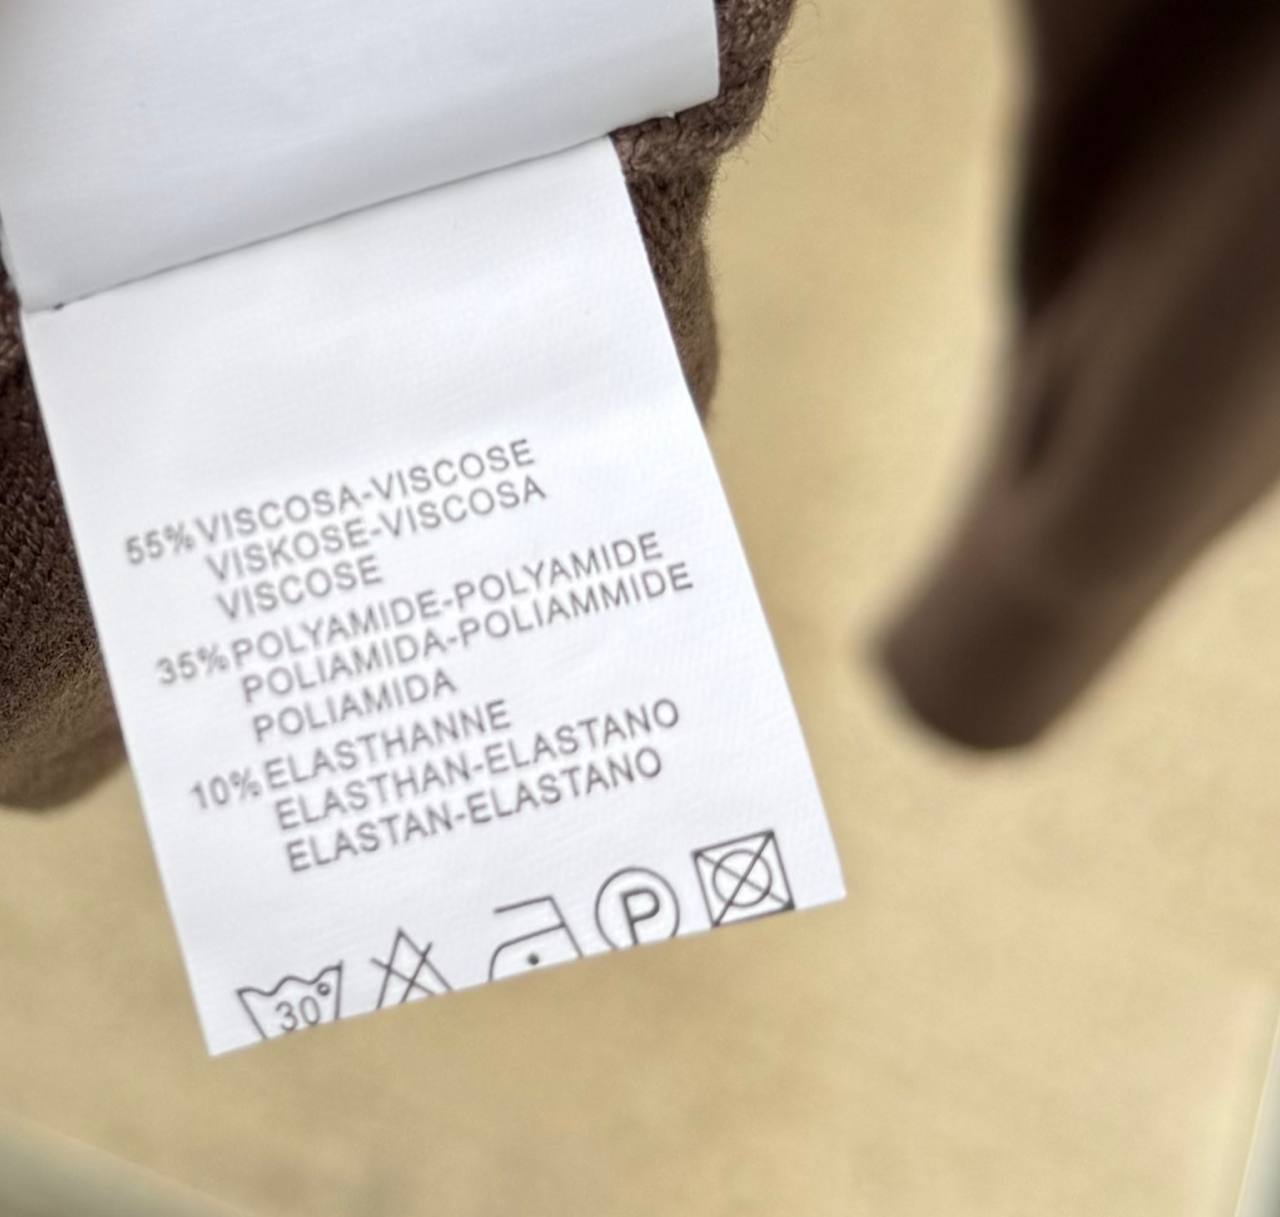 55% VISCOSA-VISCOSE
VISKOSE-VISCOSA
VISCOSE
35% POLYAMIDE-POLYAMIDE
POLIAMIDA-POLIAMMIDE
POLIAMIDA
10% ELASTHANNE
ELASTHAN-ELASTANO
ELASTAN-ELASTANO
30° P